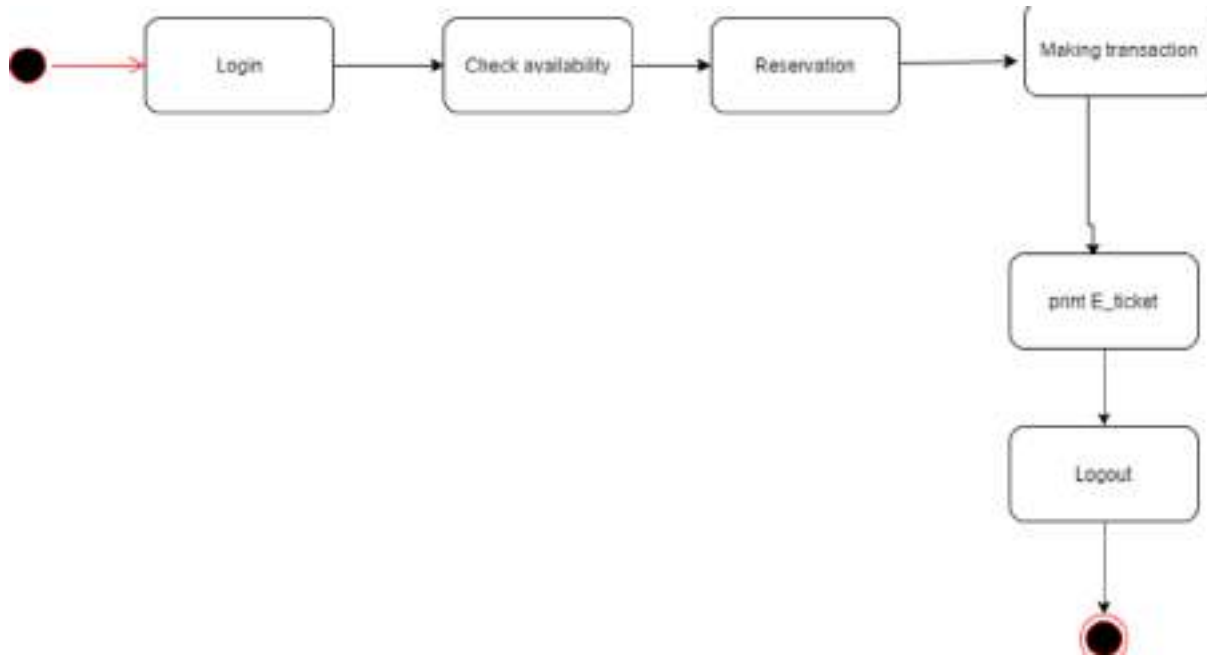 Login
Check availability
Reservation
Making transaction
print E_ticket
Logout